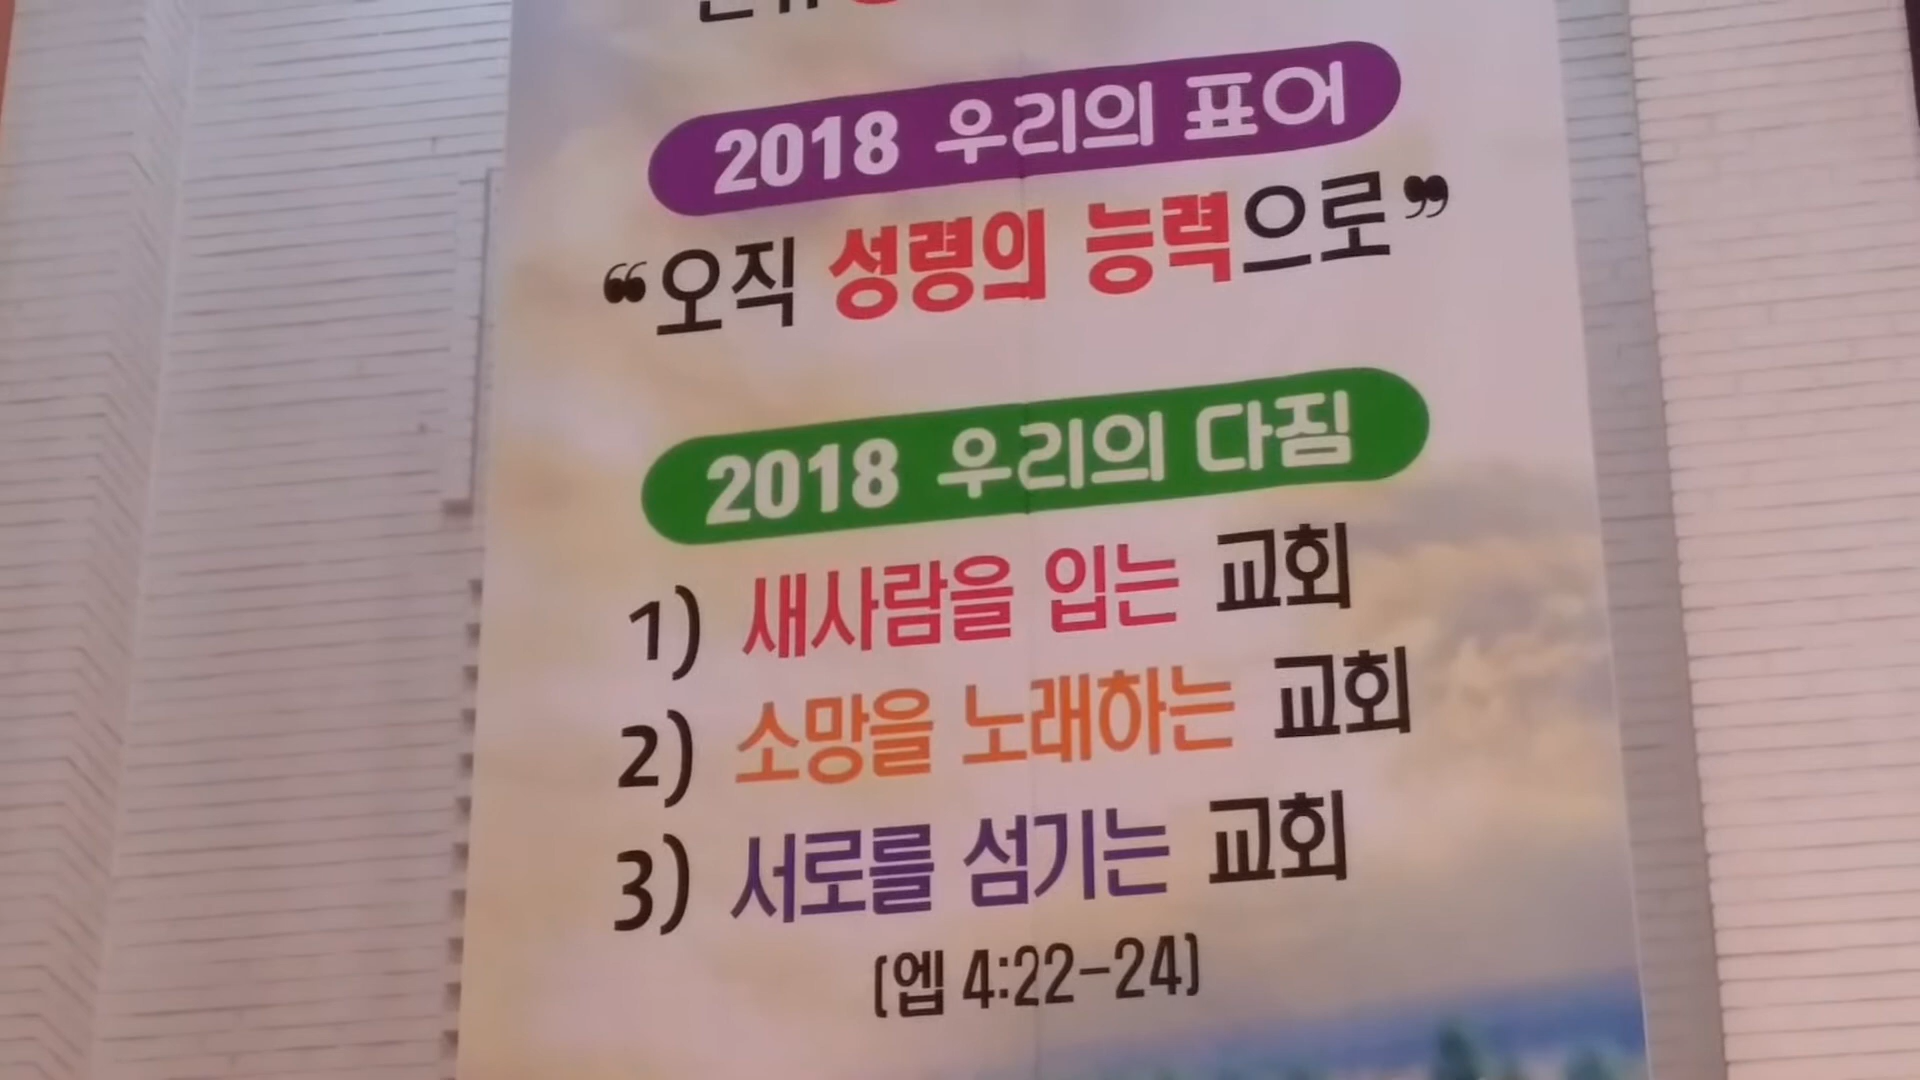 2018 우리의 표어
“오직 성령의 능력으로”
2018 우리의 다짐
1) 새사람을 입는 교회
2) 소망을 노래하는 교회
3) 서로를 섬기는 교회
(엡 4:22-24)